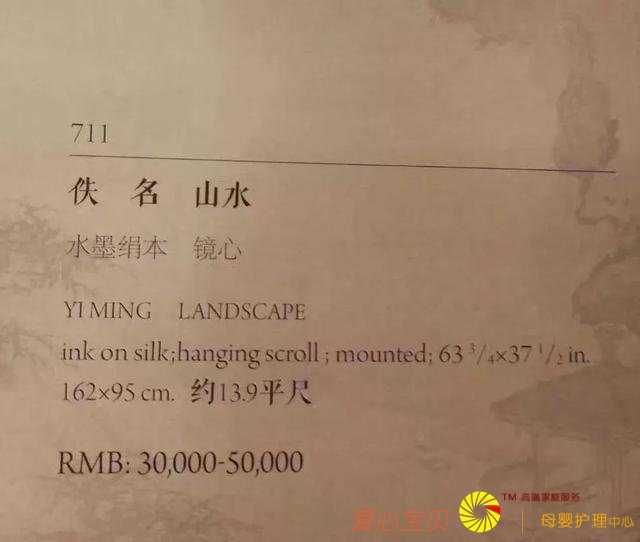 711
佚 名 山水
水墨绢本 镜心
YI MING LANDSCAPE
ink on silk;hanging scroll ; mounted; 63 3/4×37 1/2 in.
162×95 cm. 约13.9平尺
RMB: 30,000-50,000
爱心宝贝 TM 高端家庭服务
母婴护理中心